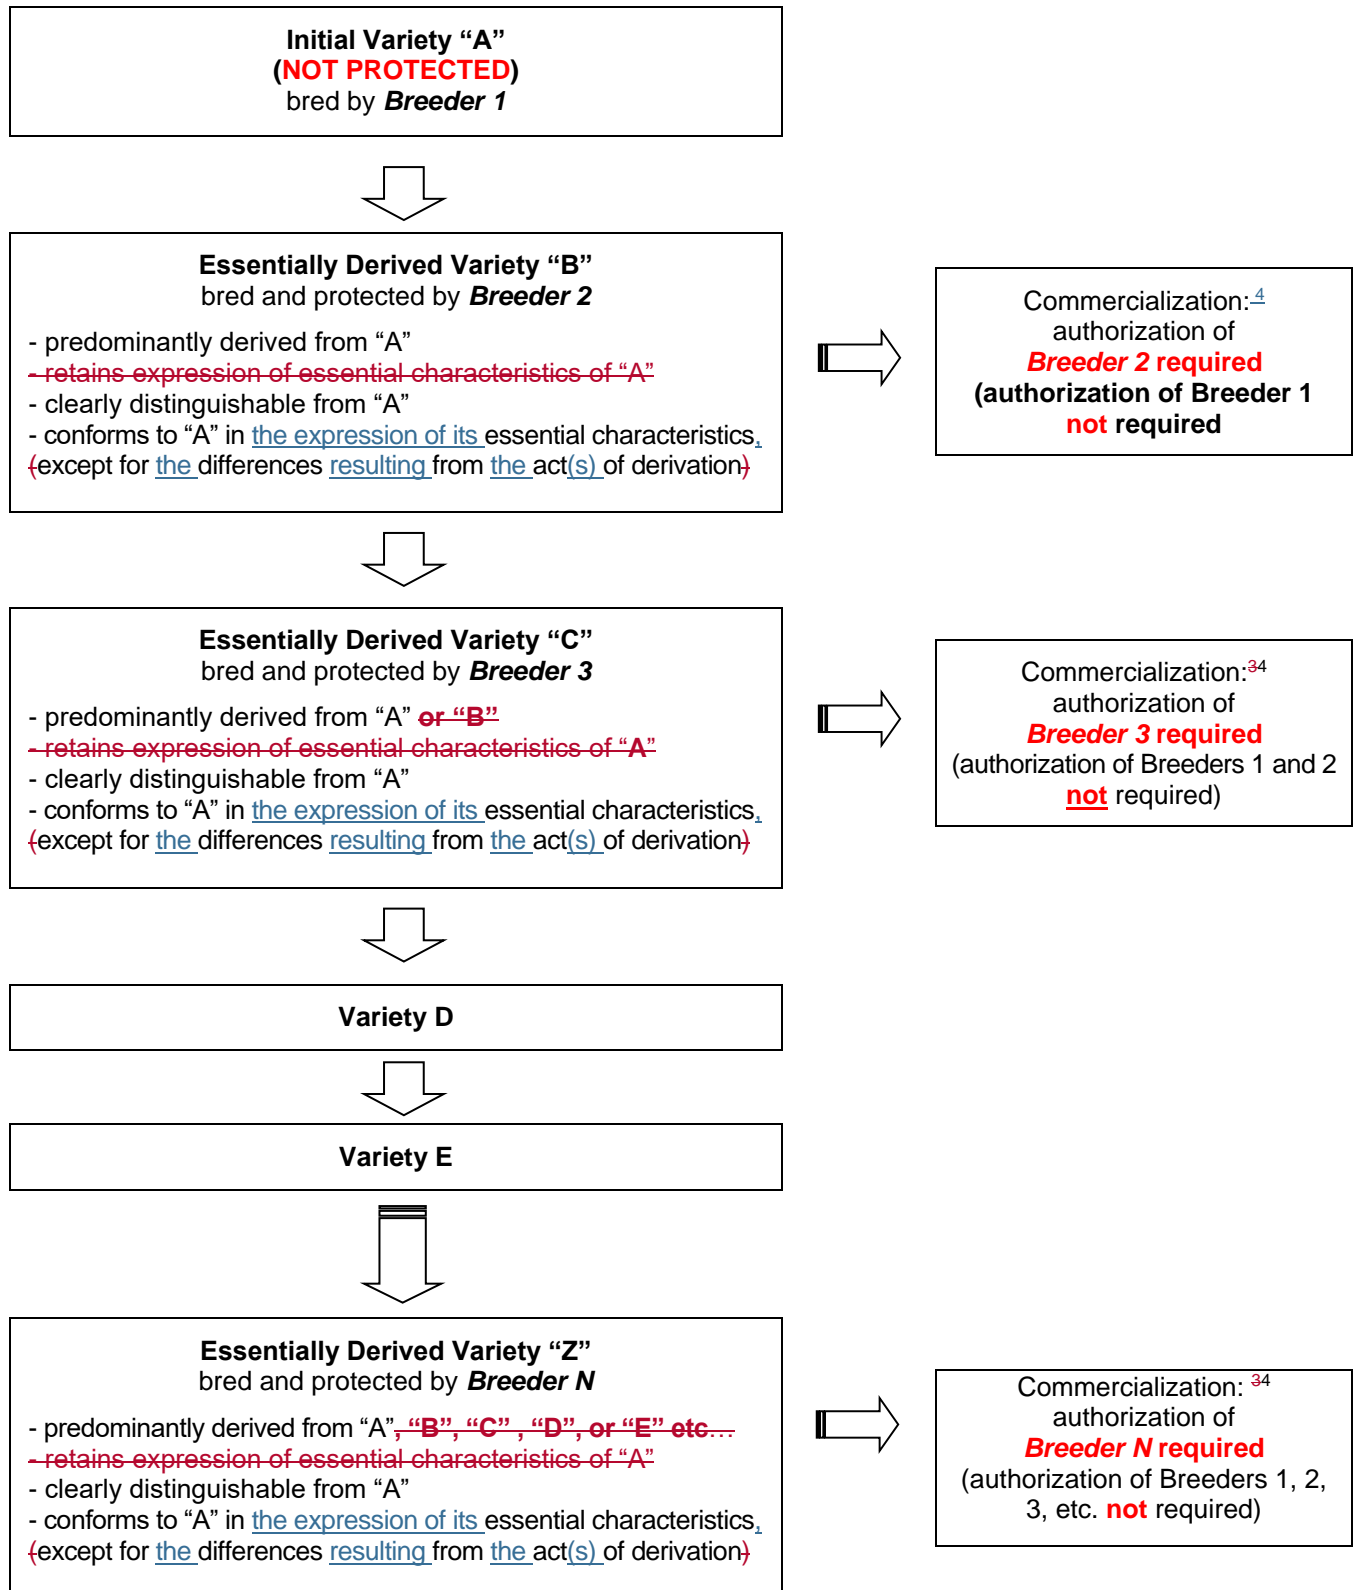 Initial Variety “A”
(NOT PROTECTED)
bred by Breeder 1
Essentially Derived Variety “B”
bred and protected by Breeder 2
- predominantly derived from “A”
- retains expression of essential characteristics of “A”
- clearly distinguishable from “A”
- conforms to “A” in the expression of its essential characteristics,
(except for the differences resulting from the act(s) of derivation)
Commercialization: 4
authorization of
Breeder 2 required
(authorization of Breeder 1
not required
Essentially Derived Variety “C”
bred and protected by Breeder 3
- predominantly derived from “A” or “B”
- retains expression of essential characteristics of “A”
- clearly distinguishable from “A”
- conforms to “A” in the expression of its essential characteristics,
(except for the differences resulting from the act(s) of derivation)
Commercialization:34
authorization of
Breeder 3 required
(authorization of Breeders 1 and 2
not required)
Variety D
Variety E
Essentially Derived Variety “Z”
bred and protected by Breeder N
- predominantly derived from “A”, “B”, “C” , “D”, or “E” etc…
- retains expression of essential characteristics of “A”
- clearly distinguishable from “A”
- conforms to “A” in the expression of its essential characteristics,
(except for the differences resulting from the act(s) of derivation)
Commercialization: 34
authorization of
Breeder N required
(authorization of Breeders 1, 2,
3, etc. not required)